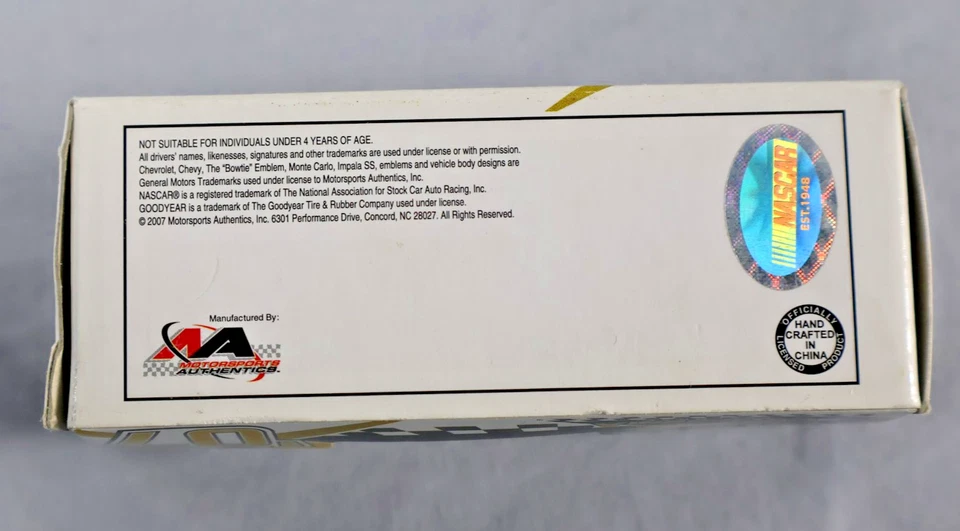 NOT SUITABLE FOR INDIVIDUALS UNDER 4 YEARS OF AGE.
All drivers' names, likenesses, signatures and other trademarks are used under license or with permission.
Chevrolet, Chevy, The "Bowtie" Emblem, Monte Carlo, Impala SS, emblems and vehicle body designs are
General Motors Trademarks used under license to Motorsports Authentics, Inc.
NASCAR® is a registered trademark of The National Association for Stock Car Auto Racing, Inc.
GOODYEAR is a trademark of The Goodyear Tire & Rubber Company used under license.
© 2007 Motorsports Authentics, Inc. 6301 Performance Drive, Concord, NC 28027. All Rights Reserved.
NASCAR
EST.1948
Manufactured By:
MA
MOTORSPORTS
AUTHENTICS.
OFFICIALLY
HAND
CRAFTED
IN
CHINA
LICENSED PRODUCT